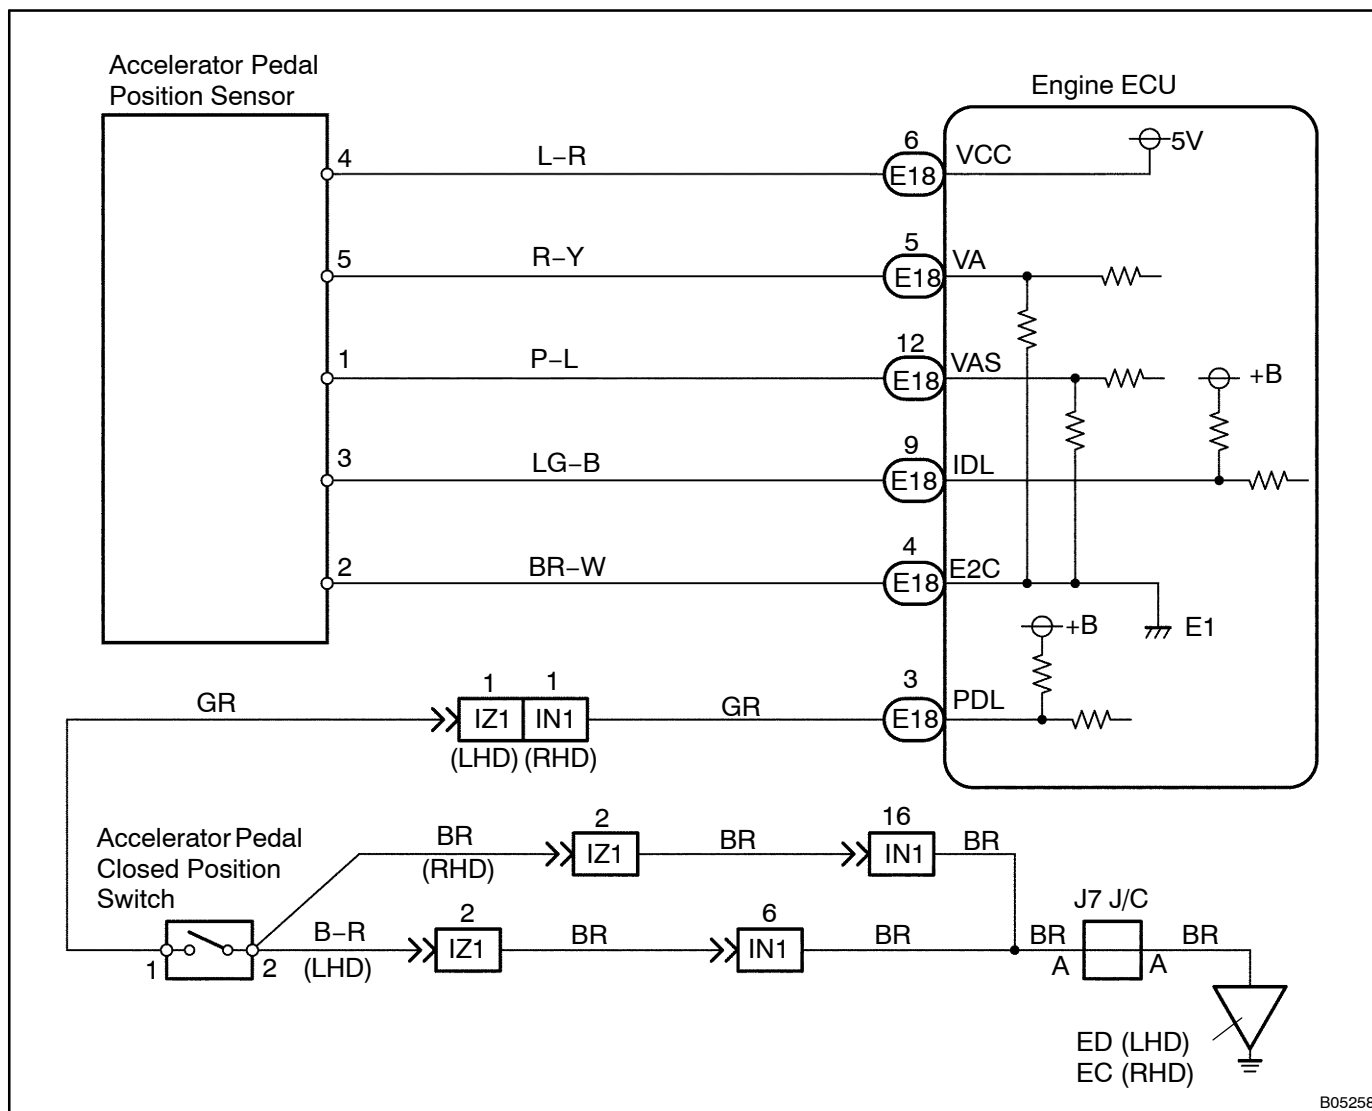 Accelerator Pedal
Position Sensor
Engine ECU
4
L–R
6
E18
VCC
5V
5
R–Y
5
E18
VA
1
P–L
12
E18
VAS
+B
3
LG–B
9
E18
IDL
2
BR–W
4
E18
E2C
E1
+B
GR
1
1
IZ1
IN1
(LHD)
(RHD)
GR
3
E18
PDL
Accelerator Pedal
Closed Position
Switch
BR
(RHD)
2
IZ1
BR
16
IN1
BR
1
2
B–R
(LHD)
2
IZ1
BR
6
IN1
BR
J7 J/C
BR
A
A
BR
ED (LHD)
EC (RHD)